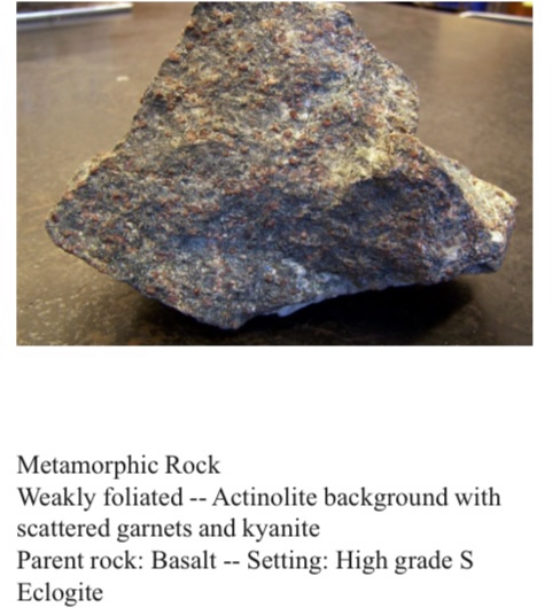 Metamorphic Rock
Weakly foliated -- Actinolite background with
scattered garnets and kyanite
Parent rock: Basalt -- Setting: High grade S
Eclogite